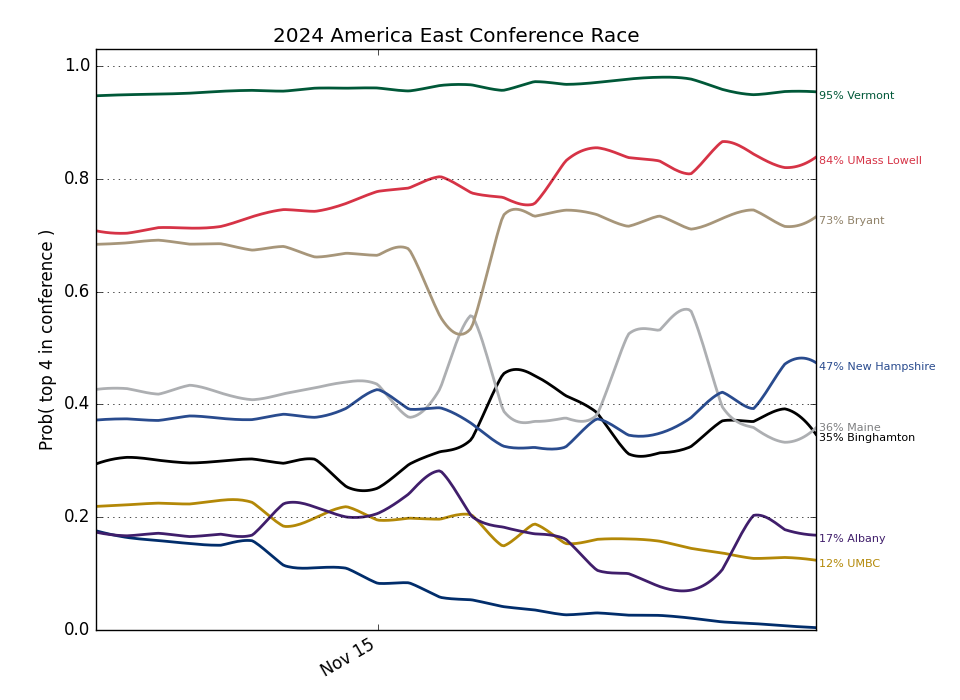 2024 America East Conference Race
1.0
0.8
0.6
0.4
0.2
0.0
Prob( top 4 in conference )
Nov 15
95% Vermont
84% UMass Lowell
73% Bryant
47% New Hampshire
36% Maine
35% Binghamton
17% Albany
12% UMBC